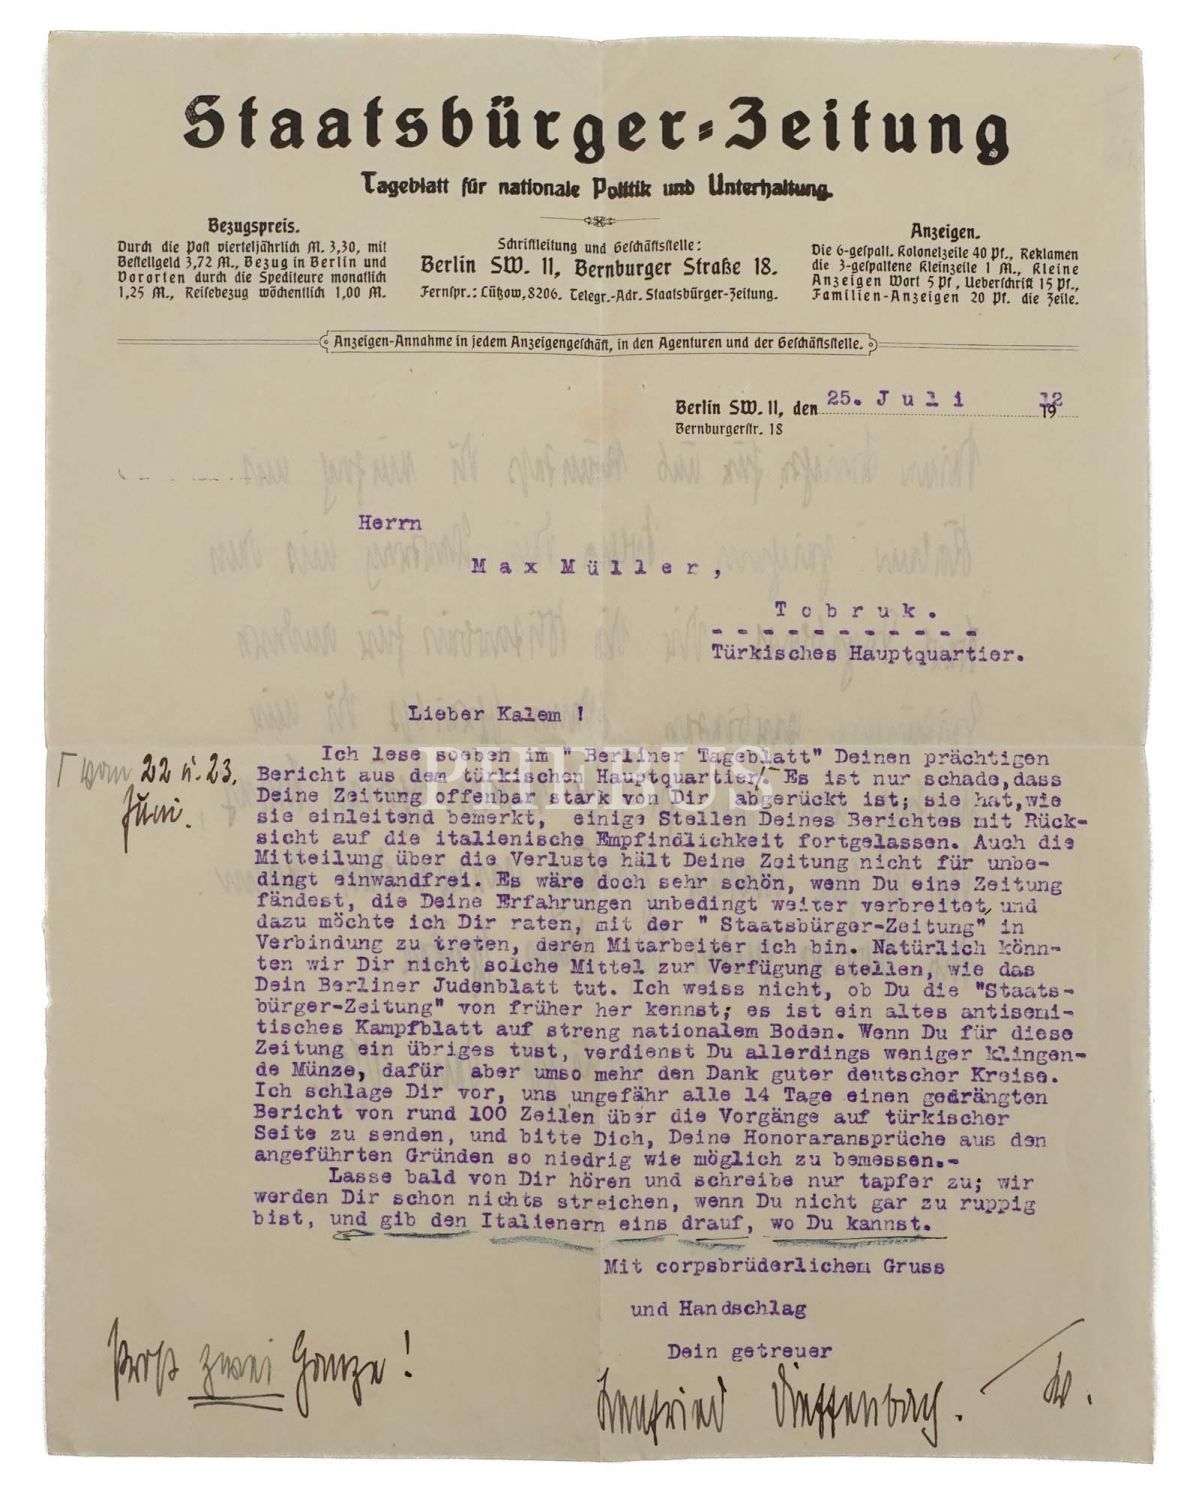 Staatsbürger-Zeitung
Tageblatt für nationale Politik und Unterhaltung.
Bezugspreis.
Durch die Post vierteljährlich M. 3,30, mit
Bestellgeld 3,72 M., Bezug in Berlin und
Vororten durch die Spediteure monatlich
1,25 M., Reisebezug wöchentlich 1,00 M.
Schriftleitung und Geschäftsstelle:
Berlin SW. 11, Bernburger Straße 18.
Fernspr.: Lützow, 8206. Telegr.-Adr. Staatsbürger-Zeitung.
Anzeigen.
Die 6-gespalt. Kolonelzeile 40 Pf., Reklamen
die 3-gespaltene Kleinzeile 1 M., Kleine
Anzeigen Wort 5 Pf, Ueberschrift 15 Pf.,
Familien-Anzeigen 20 Pf. die Zeile.
Anzeigen-Annahme in jedem Anzeigengeschäft, in den Agenturen und der Geschäftsstelle.
Berlin SW. 11, den 25. Juli 1912
Bernburgerstr. 18
Herrn
Max Müller,
Tobruk.
Türkisches Hauptquartier.
Lieber Kalem !
Ich lese soeben im " Berliner Tageblatt" Deinen prächtigen
Bericht aus dem türkischen Hauptquartier. Es ist nur schade, dass
vom 22 u. 23.
Juni.
Deine Zeitung offenbar stark von Dir abgerückt ist; sie hat, wie
sie einleitend bemerkt, einige Stellen Deines Berichtes mit Rück-
sicht auf die italienische Empfindlichkeit fortgelassen. Auch die
Mitteilung über die Verluste hält Deine Zeitung nicht für unbe-
dingt einwandfrei. Es wäre doch sehr schön, wenn Du eine Zeitung
fändest, die Deine Erfahrungen unbedingt weiter verbreitet, und
dazu möchte ich Dir raten, mit der " Staatsbürger-Zeitung" in
Verbindung zu treten, deren Mitarbeiter ich bin. Natürlich könn-
ten wir Dir nicht solche Mittel zur Verfügung stellen, wie das
Dein Berliner Judenblatt tut. Ich weiss nicht, ob Du die "Staats-
bürger-Zeitung" von früher her kennst; es ist ein altes antisemi-
tisches Kampfblatt auf streng nationalem Boden. Wenn Du für diese
Zeitung ein übriges tust, verdienst Du allerdings weniger klingen-
de Münze, dafür aber umso mehr den Dank guter deutscher Kreise.
Ich schlage Dir vor, uns ungefähr alle 14 Tage einen gedrängten
Bericht von rund 100 Zeilen über die Vorgänge auf türkischer
Seite zu senden, und bitte Dich, Deine Honoraransprüche aus den
angeführten Gründen so niedrig wie möglich zu bemessen.-
Lasse bald von Dir hören und schreibe nur tapfer zu; wir
werden Dir schon nichts streichen, wenn Du nicht gar zu ruppig
bist, und gib den Italienern eins drauf, wo Du kannst.
Mit corpsbrüderlichem Gruss
und Handschlag
Dein getreuer
Prost zwei Ganze!
Dieffenbach.
PHEBUS